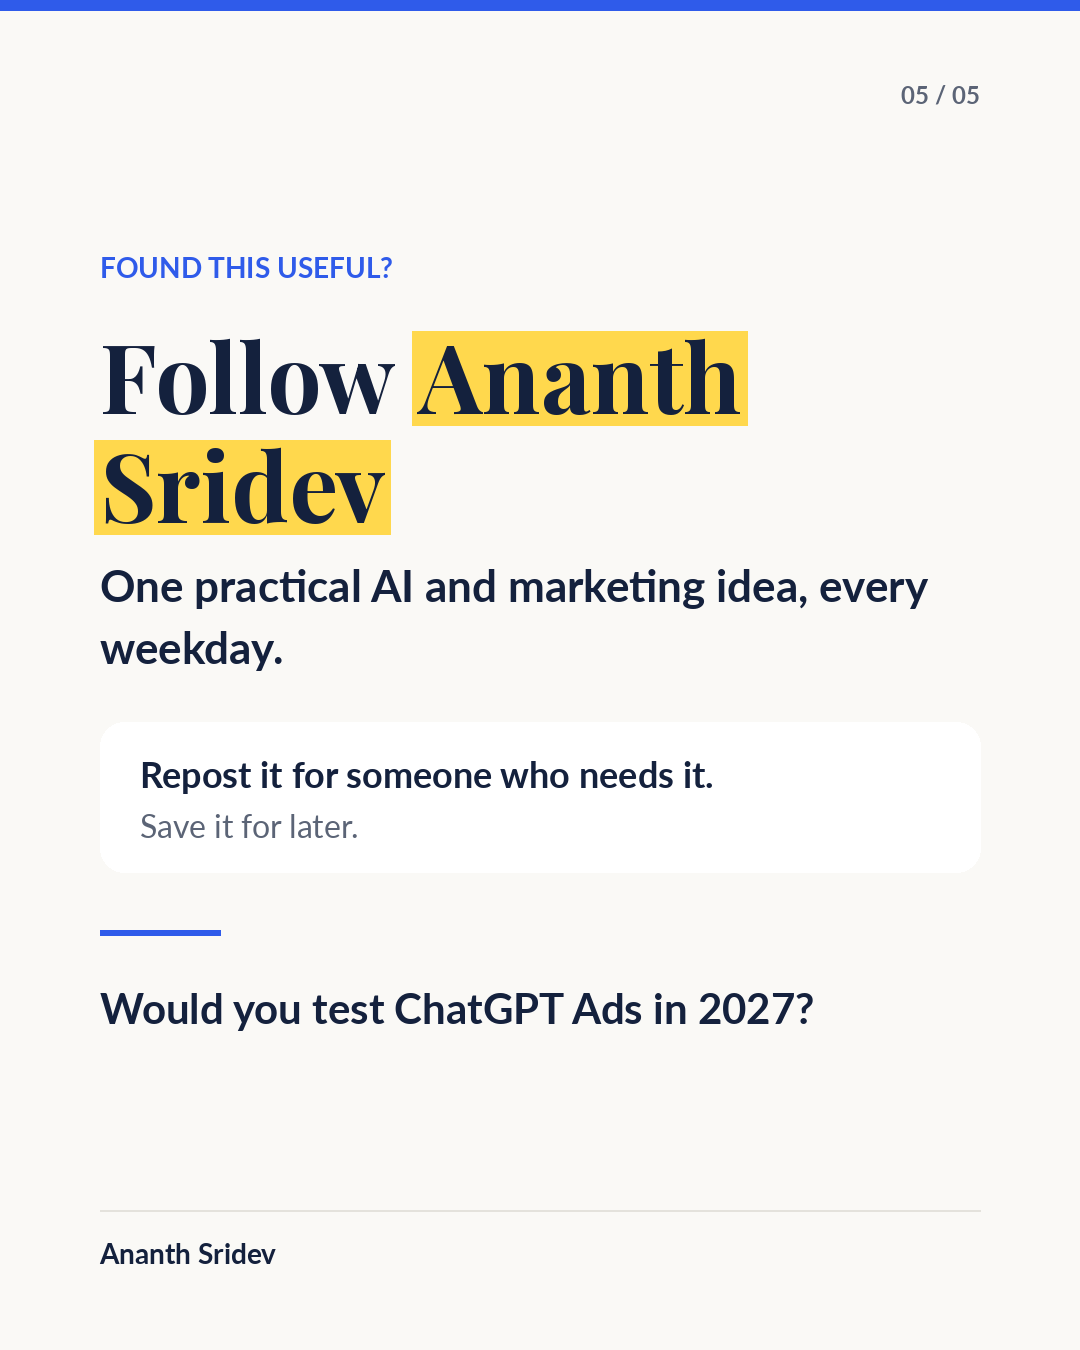 05 / 05
FOUND THIS USEFUL?
Follow Ananth
Sridev
One practical AI and marketing idea, every
weekday.
Repost it for someone who needs it.
Save it for later.
Would you test ChatGPT Ads in 2027?
Ananth Sridev